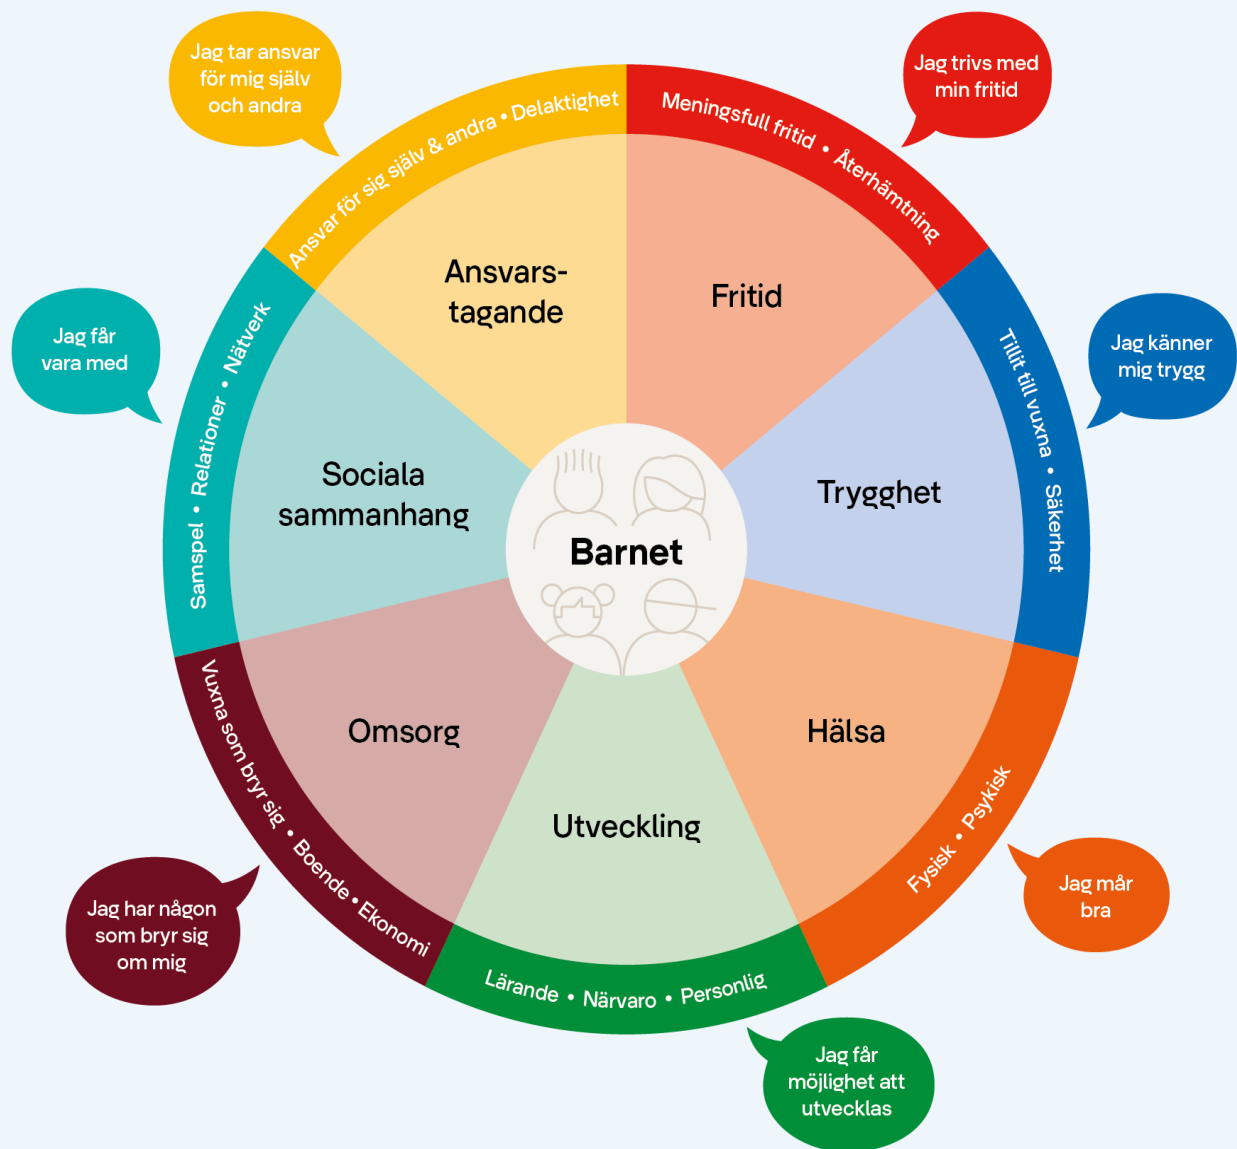 Jag tar ansvar
för mig själv
och andra
Jag trivs med
min fritid
Ansvar för sig själv & andra • Delaktighet
Meningsfull fritid • Återhämtning
Ansvars-
tagande
Fritid
Jag får
vara med
Jag känner
mig trygg
Samspel • Relationer • Nätverk
Tillit till vuxna • Säkerhet
Sociala
sammanhang
Trygghet
Barnet
Omsorg
Hälsa
Utveckling
Vuxna som bryr sig • Boende • Ekonomi
Fysisk • Psykisk
Jag har någon
som bryr sig
om mig
Jag mår
bra
Lärande • Närvaro • Personlig
Jag får
möjlighet att
utvecklas